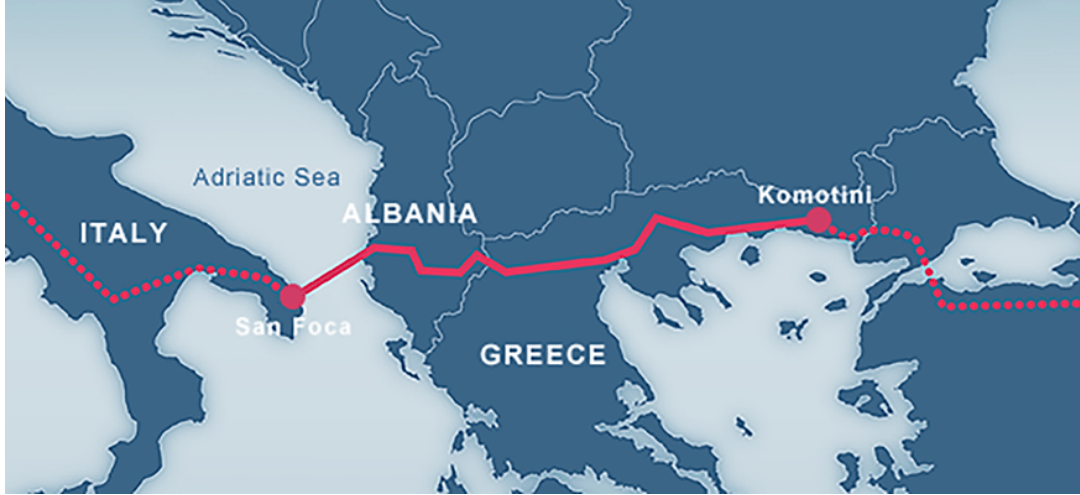 Adriatic Sea
Komotini
ALBANIA
ITALY
San Foca
GREECE